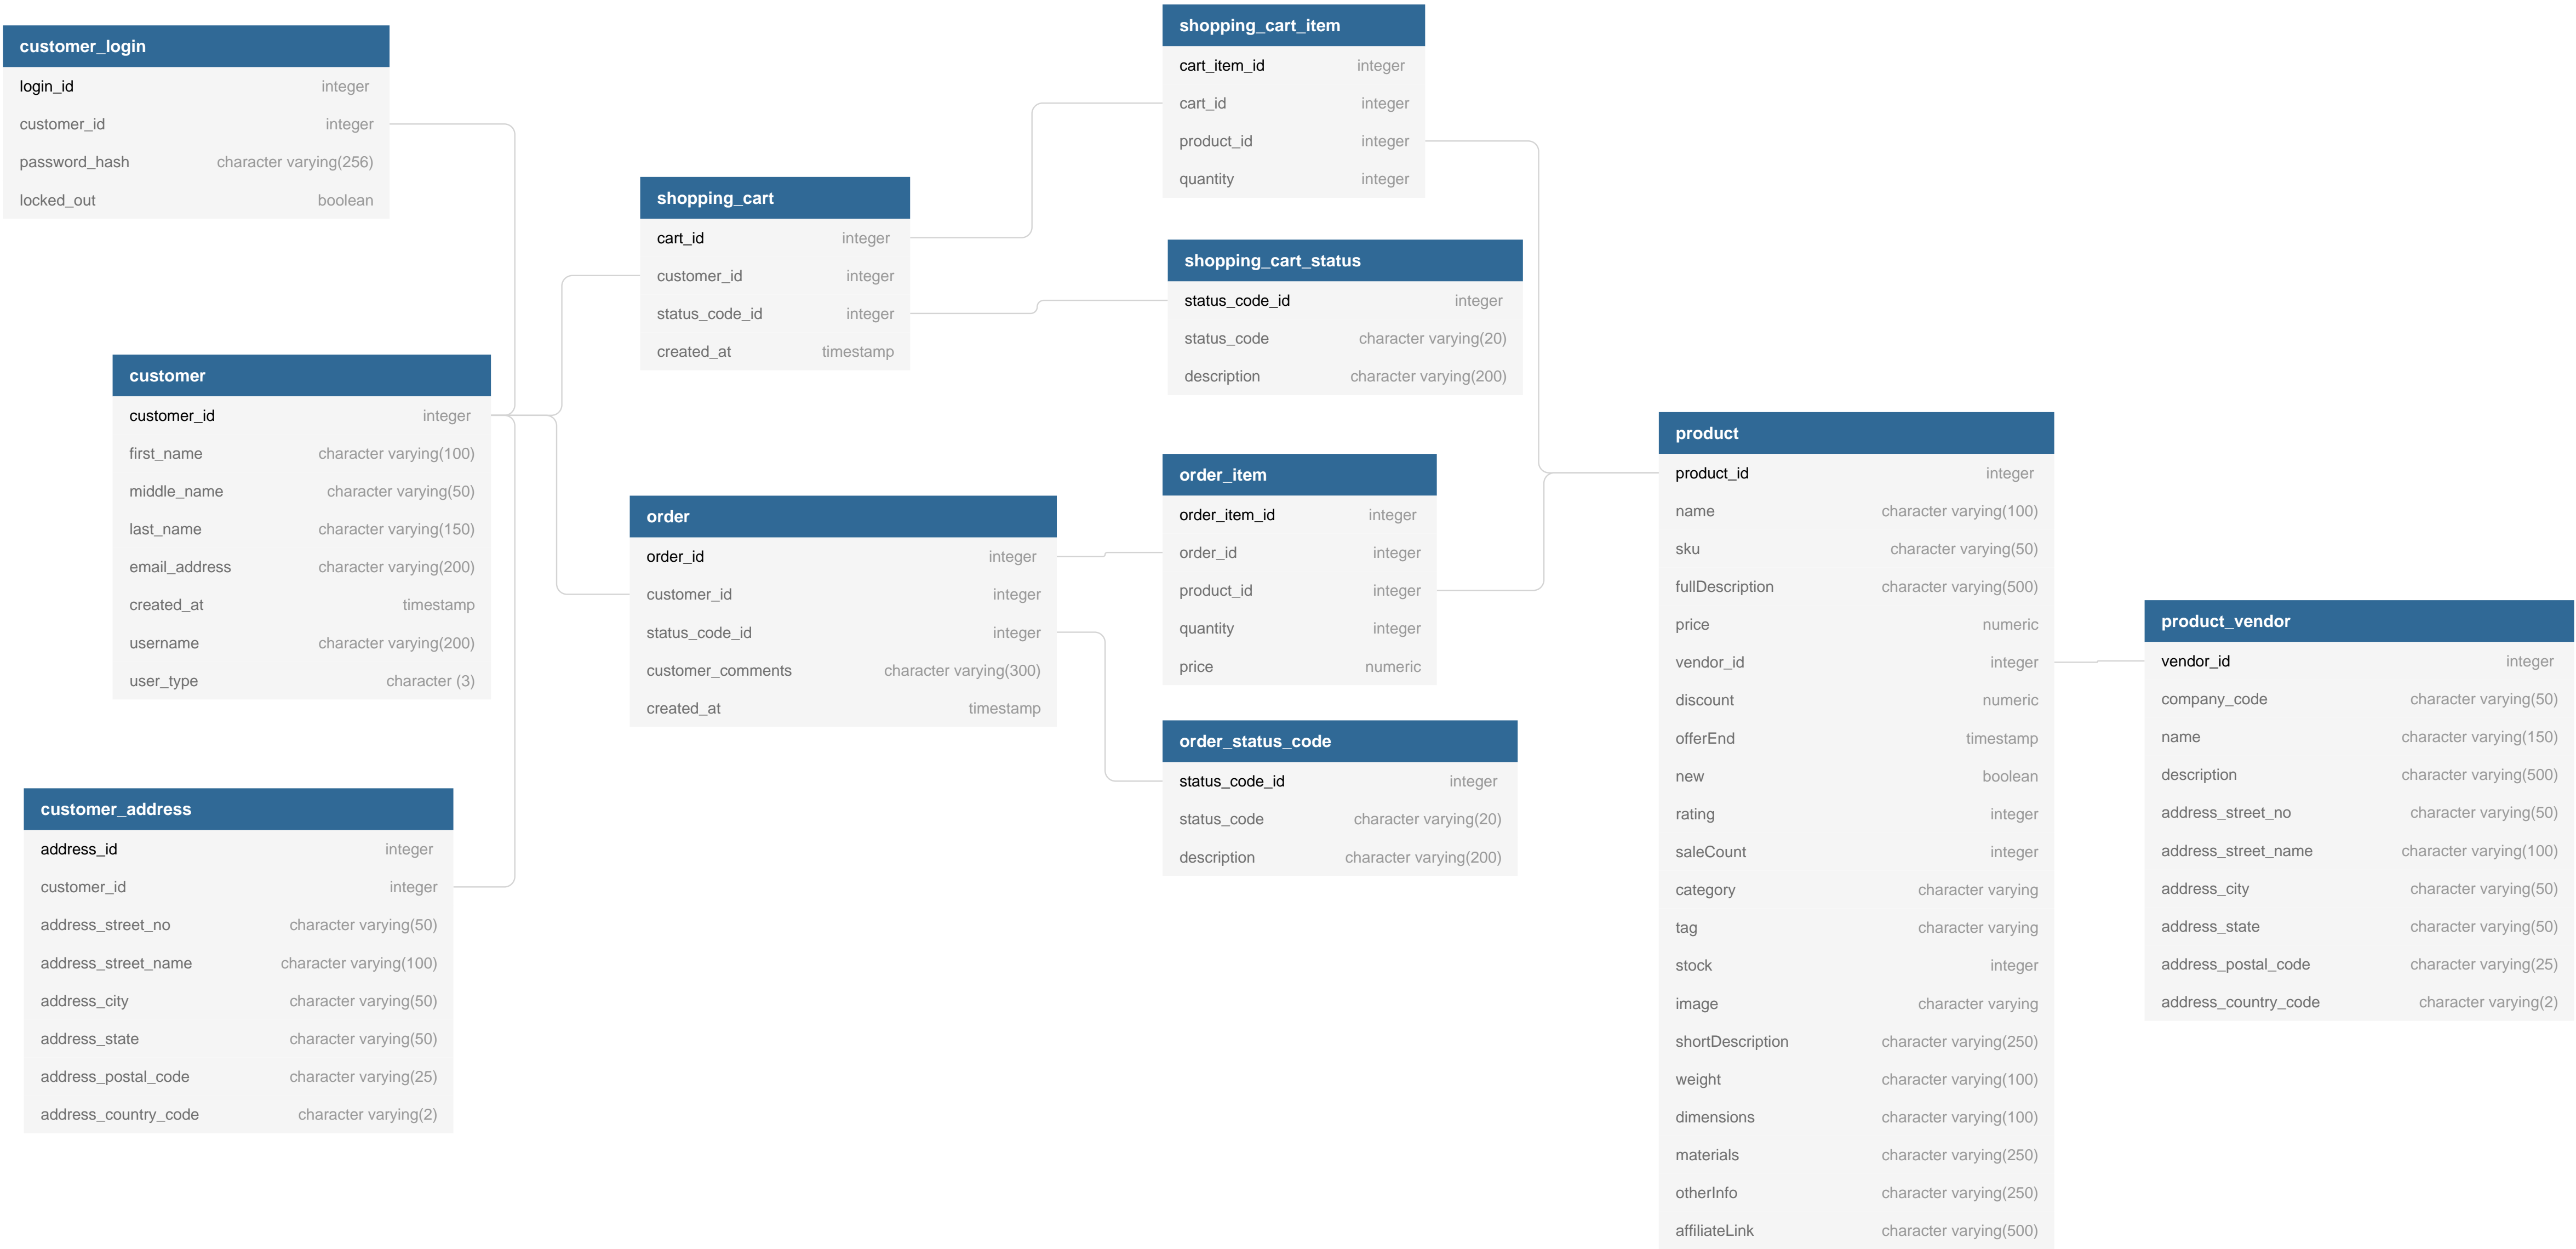 customer_login
login_id integer
customer_id integer
password_hash character varying(256)
locked_out boolean
customer
customer_id integer
first_name character varying(100)
middle_name character varying(50)
last_name character varying(150)
email_address character varying(200)
created_at timestamp
username character varying(200)
user_type character (3)
customer_address
address_id integer
customer_id integer
address_street_no character varying(50)
address_street_name character varying(100)
address_city character varying(50)
address_state character varying(50)
address_postal_code character varying(25)
address_country_code character varying(2)
shopping_cart
cart_id integer
customer_id integer
status_code_id integer
created_at timestamp
order
order_id integer
customer_id integer
status_code_id integer
customer_comments character varying(300)
created_at timestamp
shopping_cart_item
cart_item_id integer
cart_id integer
product_id integer
quantity integer
shopping_cart_status
status_code_id integer
status_code character varying(20)
description character varying(200)
order_item
order_item_id integer
order_id integer
product_id integer
quantity integer
price numeric
order_status_code
status_code_id integer
status_code character varying(20)
description character varying(200)
product
product_id integer
name character varying(100)
sku character varying(50)
fullDescription character varying(500)
price numeric
vendor_id integer
discount numeric
offerEnd timestamp
new boolean
rating integer
saleCount integer
category character varying
tag character varying
stock integer
image character varying
shortDescription character varying(250)
weight character varying(100)
dimensions character varying(100)
materials character varying(250)
otherInfo character varying(250)
affiliateLink character varying(500)
product_vendor
vendor_id integer
company_code character varying(50)
name character varying(150)
description character varying(500)
address_street_no character varying(50)
address_street_name character varying(100)
address_city character varying(50)
address_state character varying(50)
address_postal_code character varying(25)
address_country_code character varying(2)